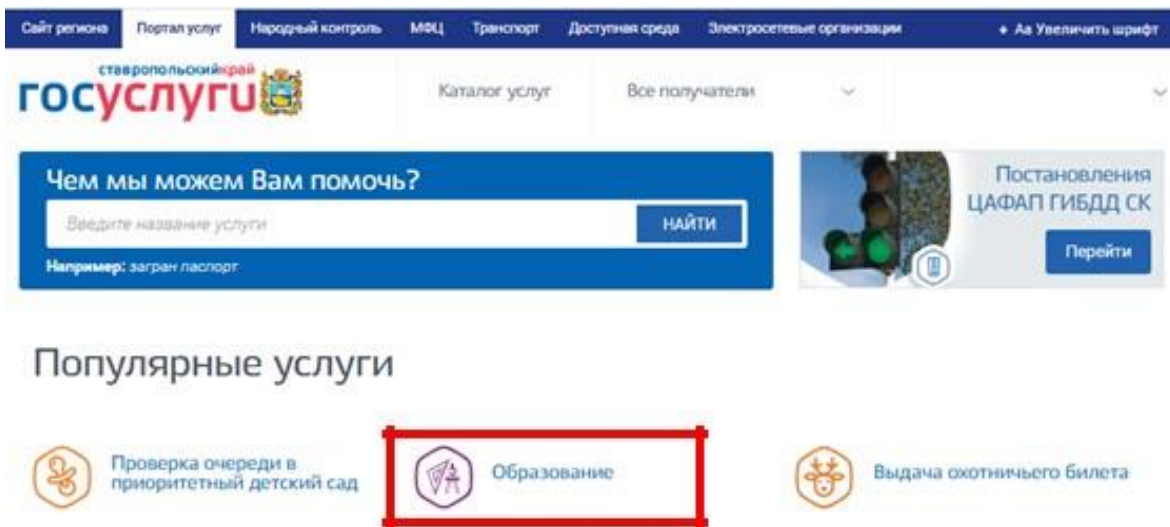 Сайт региона Портал услуг Народный контроль МФЦ Транспорт Доступная среда Электросетевые организации + Аа Увеличить шрифт
ставропольскийкрай
госуслуги
Каталог услуг Все получатели
Чем мы можем Вам помочь?
Введите название услуги НАЙТИ
Например: загран паспорт
Постановления
ЦАФАП ГИБДД СК
Перейти
Популярные услуги
Проверка очереди в
приоритетный детский сад
Образование
Выдача охотничьего билета